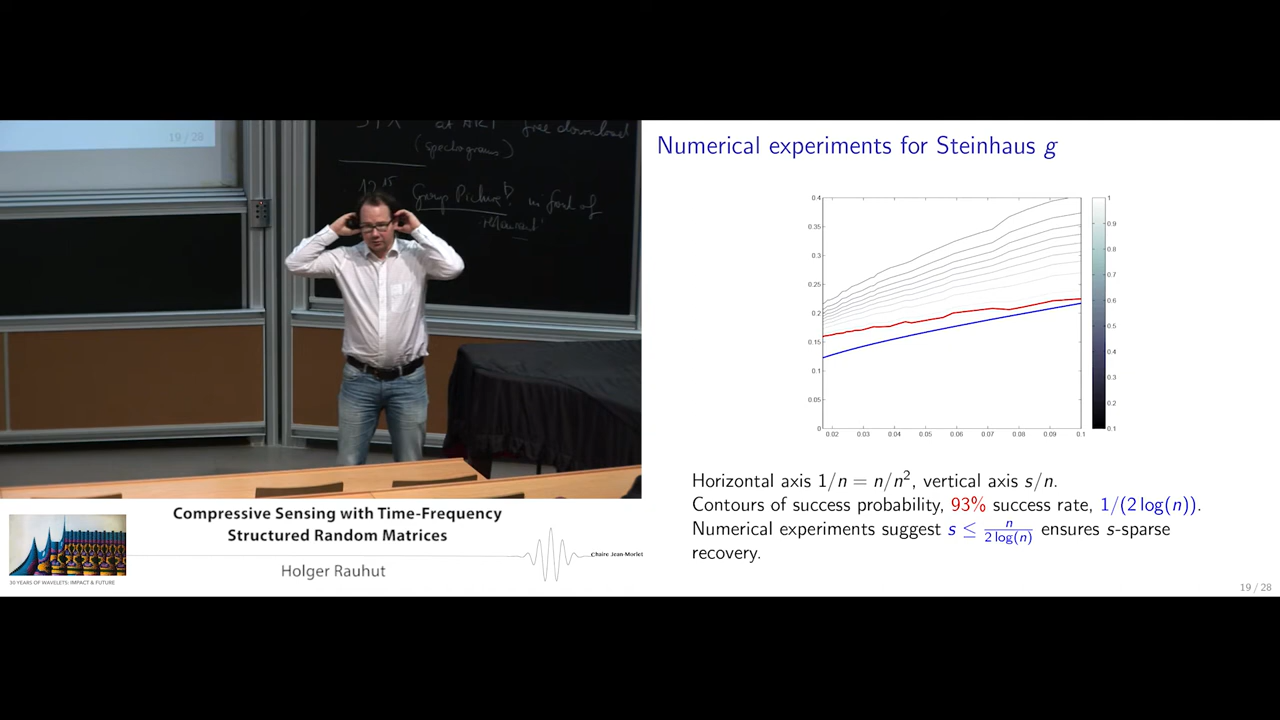 19 / 28
at ARI free download
(spectrograms)
12 15 Group Picture! in front of
Numerical experiments for Steinhaus g
0.4
0.35
0.3
0.25
0.2
0.15
0.1
0.05
0
0.02 0.03 0.04 0.05 0.06 0.07 0.08 0.09 0.1
1
0.9
0.8
0.7
0.6
0.5
0.4
0.3
0.2
0.1
Horizontal axis 1/n = n/n², vertical axis s/n.
Contours of success probability, 93% success rate, 1/(2 log(n)).
Numerical experiments suggest s ≤ n/(2 log(n)) ensures s-sparse
recovery.
19 / 28
Compressive Sensing with Time-Frequency
Structured Random Matrices
Holger Rauhut
Chaire Jean-Morlet
30 YEARS OF WAVELETS: IMPACT & FUTURE